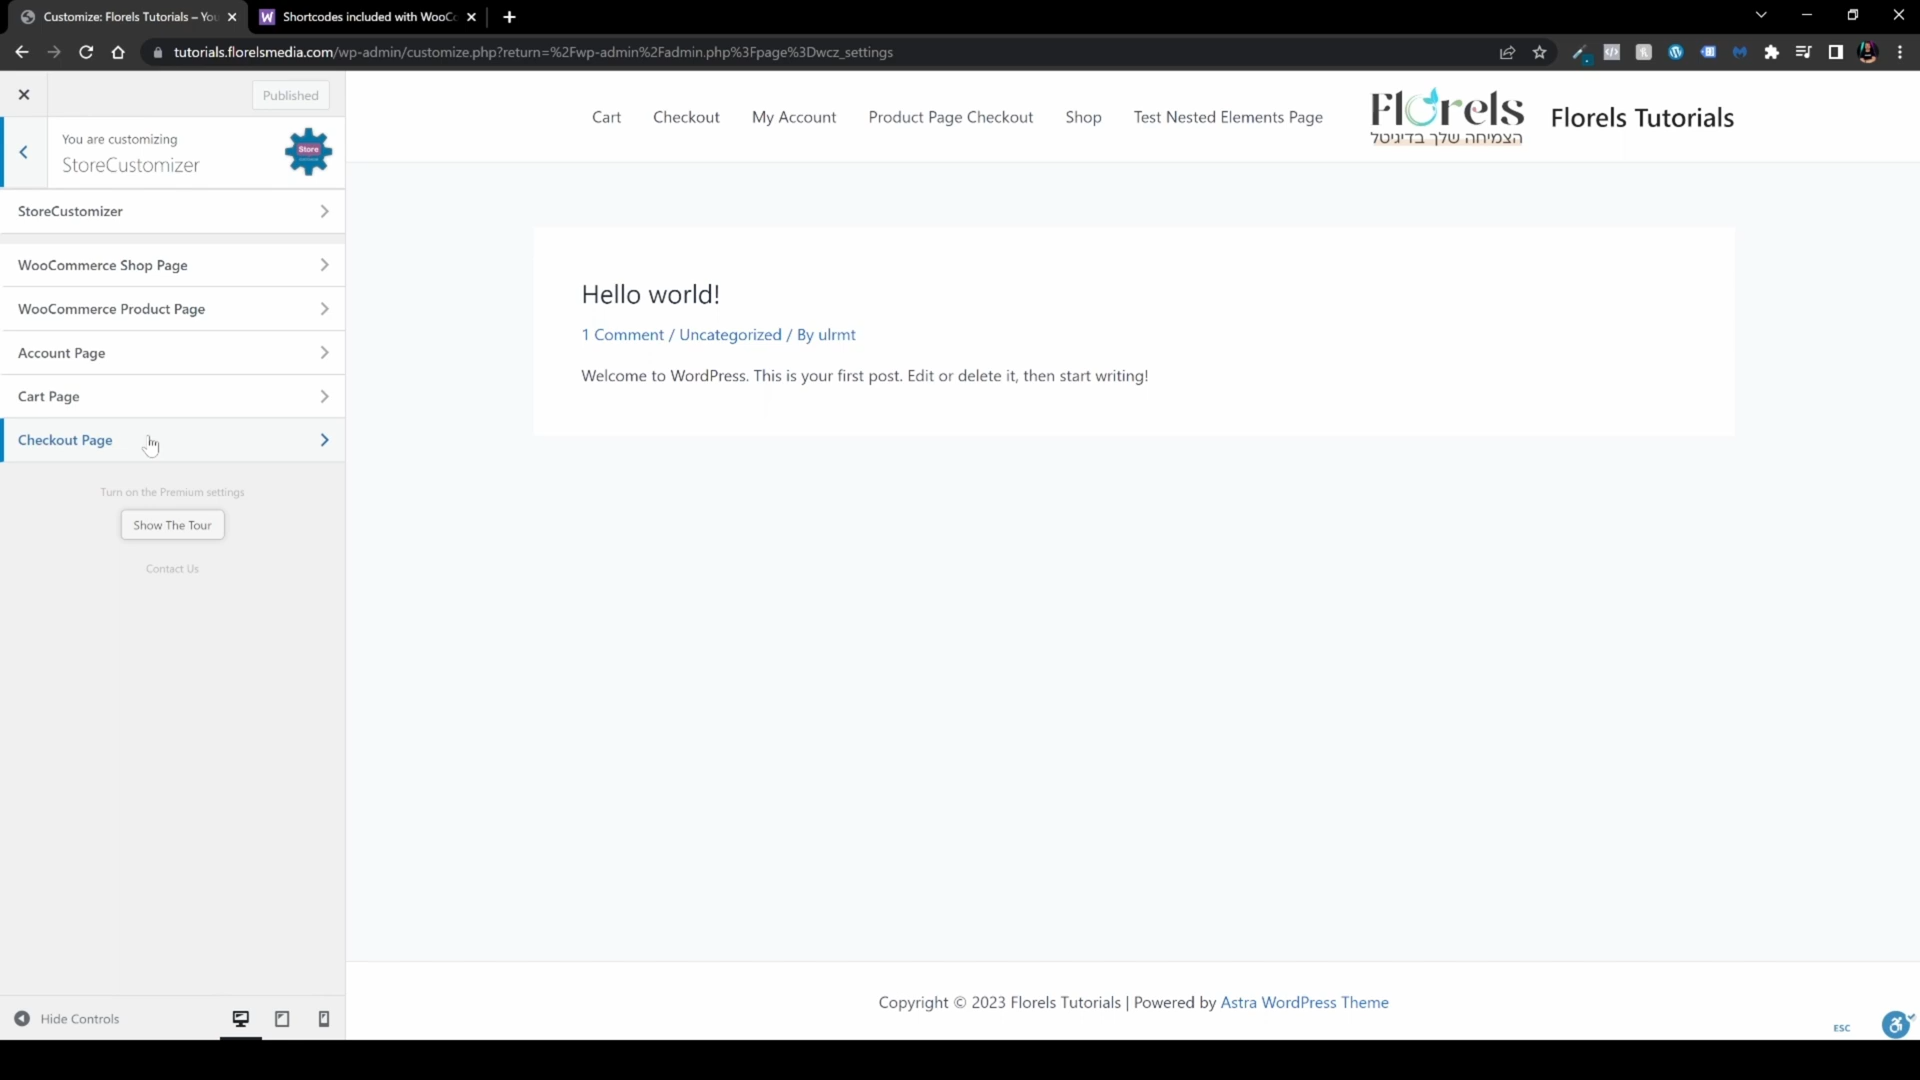 Customize: Florels Tutorials – You
Shortcodes included with WooCo
tutorials.florelsmedia.com/wp-admin/customize.php?return=%2Fwp-admin%2Fadmin.php%3Fpage%3Dwcz_settings
Published
You are customizing
StoreCustomizer
Store
StoreCustomizer
WooCommerce Shop Page
WooCommerce Product Page
Account Page
Cart Page
Checkout Page
Turn on the Premium settings
Show The Tour
Contact Us
Hide Controls
Cart Checkout My Account Product Page Checkout Shop Test Nested Elements Page
Florels
הצמיחה שלך בדיגיטל
Florels Tutorials
Hello world!
1 Comment / Uncategorized / By ulrmt
Welcome to WordPress. This is your first post. Edit or delete it, then start writing!
Copyright © 2023 Florels Tutorials | Powered by Astra WordPress Theme
ESC